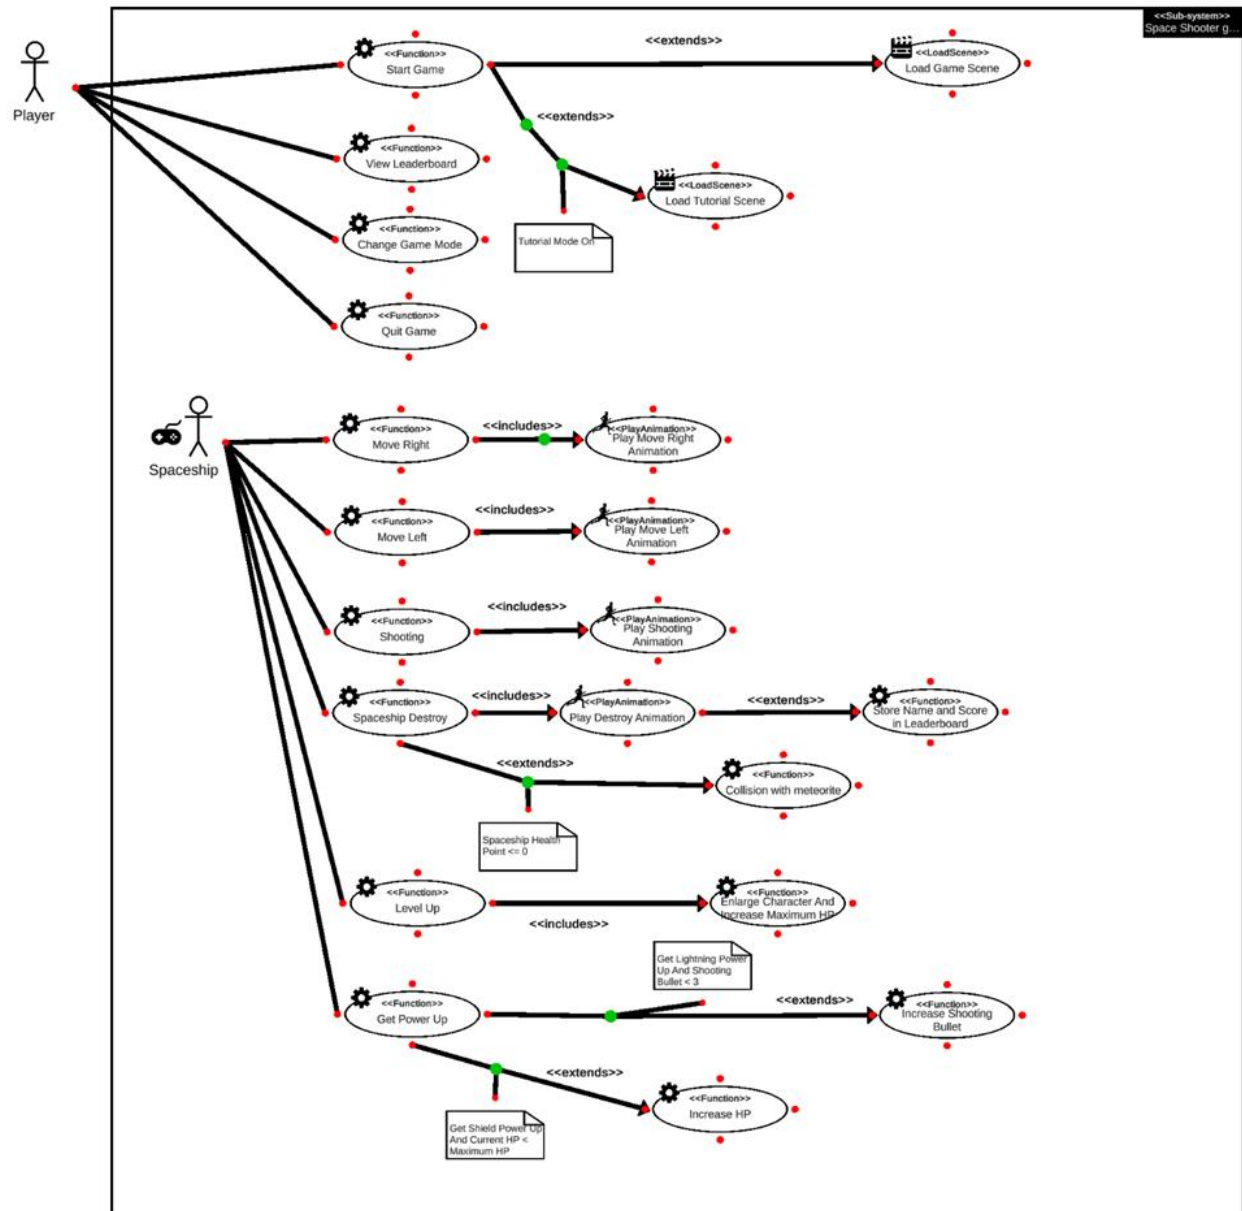 <<Sub-system>>
Space Shooter g...
Player
<<Function>>
Start Game
<<extends>>
<<LoadScene>>
Load Game Scene
<<extends>>
<<Function>>
View Leaderboard
<<LoadScene>>
Load Tutorial Scene
<<Function>>
Change Game Mode
Tutorial Mode On
<<Function>>
Quit Game
Spaceship
<<Function>>
Move Right
<<includes>>
<<PlayAnimation>>
Play Move Right
Animation
<<Function>>
Move Left
<<includes>>
<<PlayAnimation>>
Play Move Left
Animation
<<Function>>
Shooting
<<includes>>
<<PlayAnimation>>
Play Shooting
Animation
<<Function>>
Spaceship Destroy
<<includes>>
<<PlayAnimation>>
Play Destroy Animation
<<extends>>
<<Function>>
Store Name and Score
in Leaderboard
<<extends>>
<<Function>>
Collision with meteorite
Spaceship Health
Point <= 0
<<Function>>
Level Up
<<includes>>
<<Function>>
Enlarge Character And
Increase Maximum HP
Get Lightning Power
Up And Shooting
Bullet < 3
<<Function>>
Get Power Up
<<extends>>
<<Function>>
Increase Shooting
Bullet
<<extends>>
<<Function>>
Increase HP
Get Shield Power Up
And Current HP <
Maximum HP